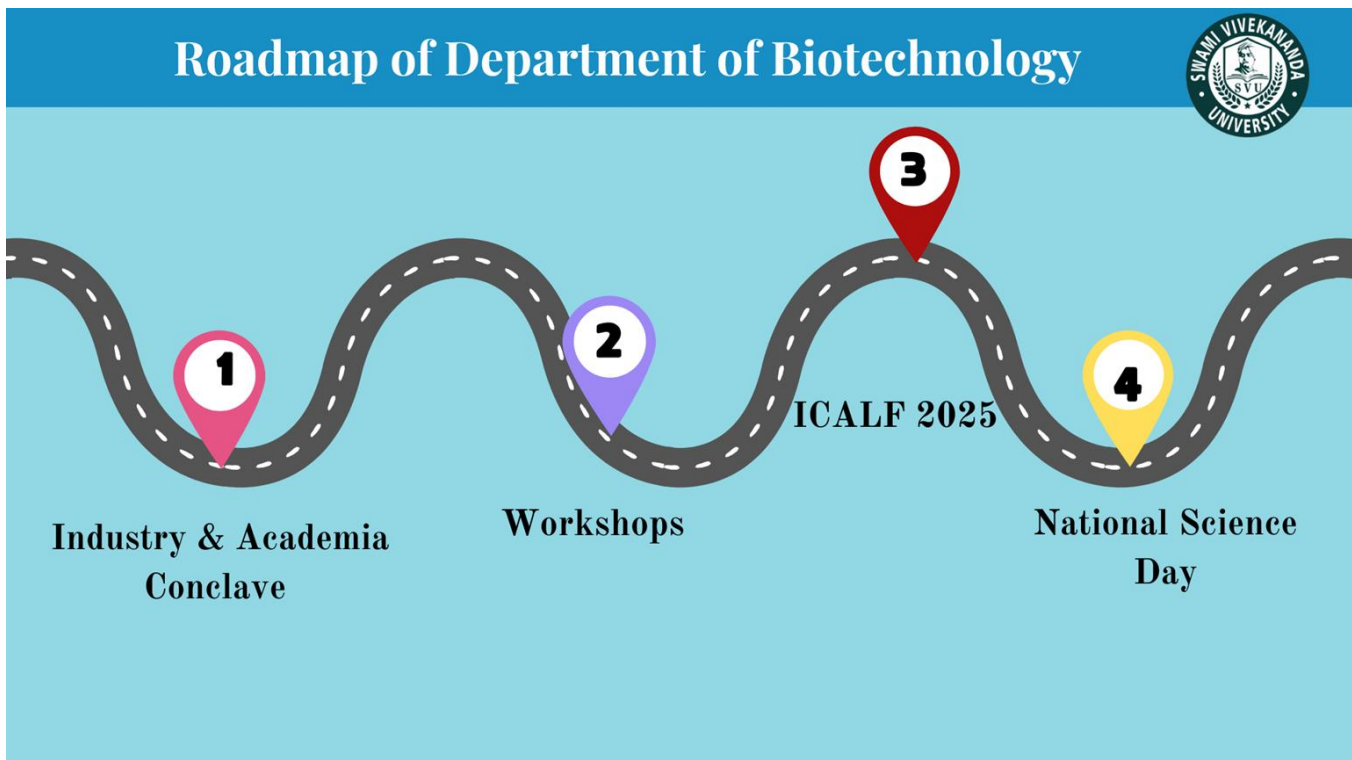 Roadmap of Department of Biotechnology
SWAMI VIVEKANANDA
SVU
UNIVERSITY
3
1
2
4
ICALF 2025
Industry & Academia
Conclave
Workshops
National Science
Day